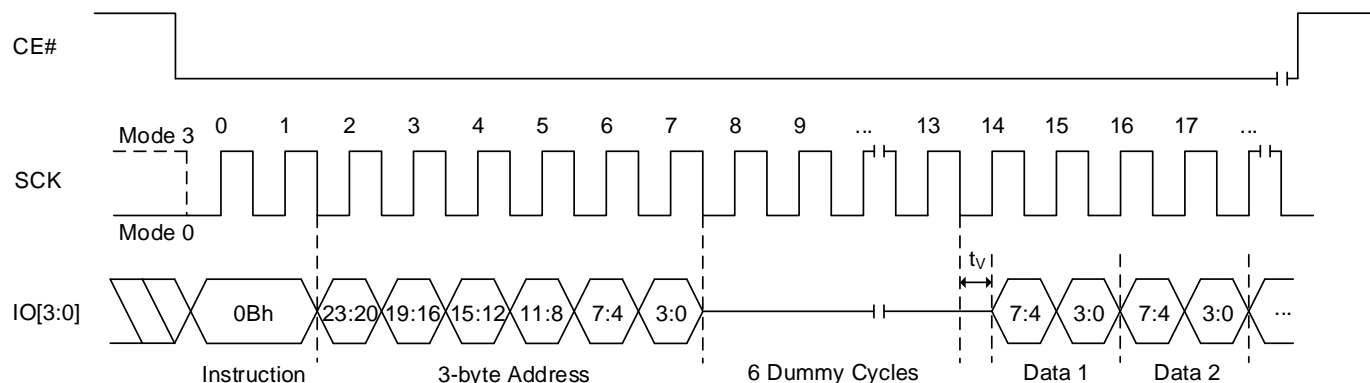 CE#
0 1 2 3 4 5 6 7 8 9 ... 13 14 15 16 17 ...
Mode 3
SCK
Mode 0
tV
IO[3:0] 0Bh 23:20 19:16 15:12 11:8 7:4 3:0 7:4 3:0 7:4 3:0 ...
Instruction 3-byte Address 6 Dummy Cycles Data 1 Data 2